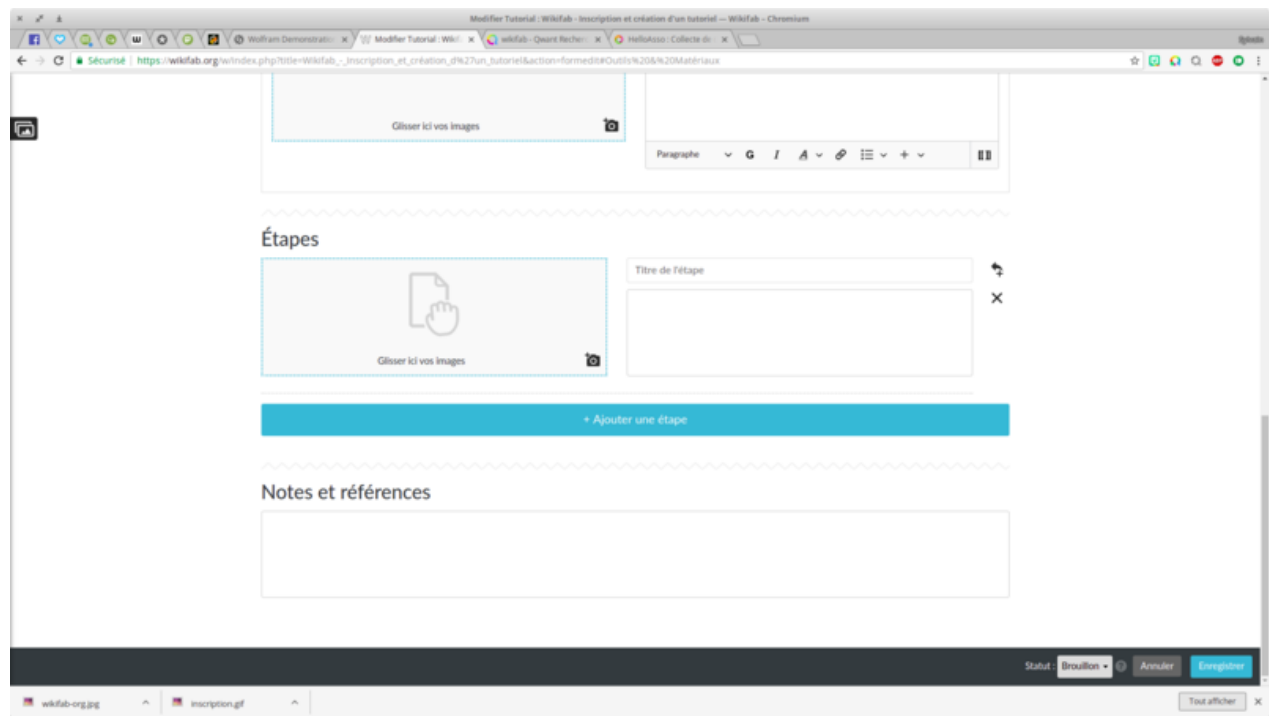 Modifier Tutorial : Wikifab - Inscription et création d'un tutoriel — Wikifab - Chromium
Wolfram Demonstratio
Modifier Tutorial : Wiki
wikifab - Qwant Recher
HelloAsso : Collecte de
Sécurisé | https://wikifab.org/w/index.php?title=Wikifab_-_Inscription_et_création_d%27un_tutoriel&action=formedit#Outils%20&%20Matériaux
Glisser ici vos images
Paragraphe G I A
Étapes
Titre de l'étape
Glisser ici vos images
+ Ajouter une étape
Notes et références
Statut : Brouillon Annuler Enregistrer
wikifab-org.jpg inscription.gif Tout afficher